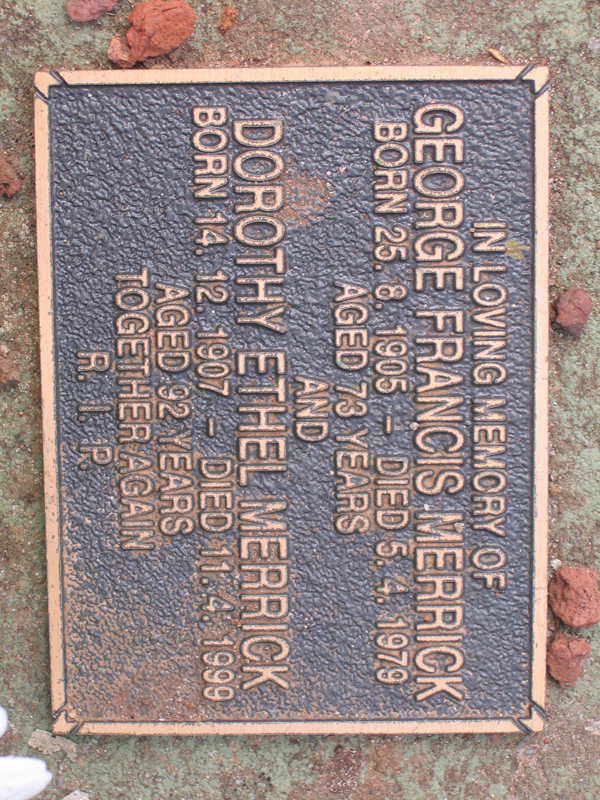 IN LOVING MEMORY OF
GEORGE FRANCIS MERRICK
BORN 25. 8. 1905 – DIED 5. 4. 1979
AGED 73 YEARS
AND
DOROTHY ETHEL MERRICK
BORN 14. 12. 1907 – DIED 11. 4. 1999
AGED 92 YEARS
TOGETHER AGAIN
R. I. P.